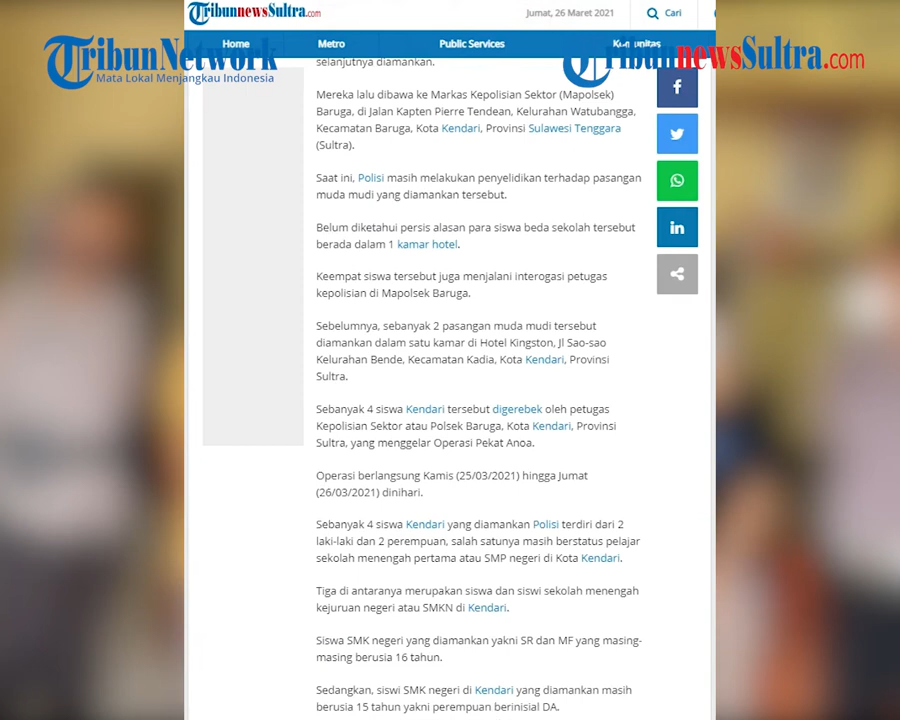 TribunnewsSultra.com
Jumat, 26 Maret 2021
Cari
Home
Metro
Public Services
TribunNetwork
Mata Lokal Menjangkau Indonesia
TribunnewsSultra.com
selanjutnya diamankan.
Mereka lalu dibawa ke Markas Kepolisian Sektor (Mapolsek)
Baruga, di Jalan Kapten Pierre Tendean, Kelurahan Watubangga,
Kecamatan Baruga, Kota Kendari, Provinsi Sulawesi Tenggara
(Sultra).
Saat ini, Polisi masih melakukan penyelidikan terhadap pasangan
muda mudi yang diamankan tersebut.
Belum diketahui persis alasan para siswa beda sekolah tersebut
berada dalam 1 kamar hotel.
Keempat siswa tersebut juga menjalani interogasi petugas
kepolisian di Mapolsek Baruga.
Sebelumnya, sebanyak 2 pasangan muda mudi tersebut
diamankan dalam satu kamar di Hotel Kingston, Jl Sao-sao
Kelurahan Bende, Kecamatan Kadia, Kota Kendari, Provinsi
Sultra.
Sebanyak 4 siswa Kendari tersebut digerebek oleh petugas
Kepolisian Sektor atau Polsek Baruga, Kota Kendari, Provinsi
Sultra, yang menggelar Operasi Pekat Anoa.
Operasi berlangsung Kamis (25/03/2021) hingga Jumat
(26/03/2021) dinihari.
Sebanyak 4 siswa Kendari yang diamankan Polisi terdiri dari 2
laki-laki dan 2 perempuan, salah satunya masih berstatus pelajar
sekolah menengah pertama atau SMP negeri di Kota Kendari.
Tiga di antaranya merupakan siswa dan siswi sekolah menengah
kejuruan negeri atau SMKN di Kendari.
Siswa SMK negeri yang diamankan yakni SR dan MF yang masing-
masing berusia 16 tahun.
Sedangkan, siswi SMK negeri di Kendari yang diamankan masih
berusia 15 tahun yakni perempuan berinisial DA.